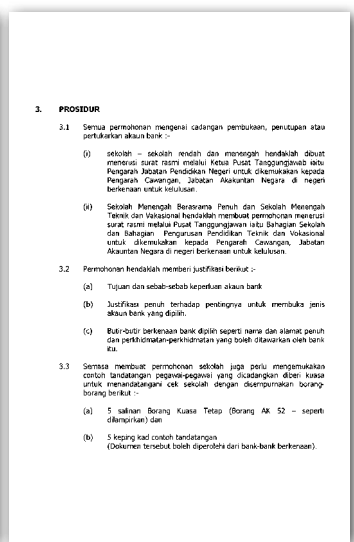 3. PROSIDUR
3.1 Semua permohonan mengenai cadangan pembukaan, penutupan atau
pertukarkan akaun bank :-
(i) sekolah – sekolah rendah dan menengah hendaklah dibuat
menerusi surat rasmi melalui Ketua Pusat Tanggungjawab iaitu
Pengarah Jabatan Pendidikan Negeri untuk dikemukakan kepada
Pengarah Cawangan, Jabatan Akakuntan Negara di negeri
berkenaan untuk kelulusan.
(ii) Sekolah Menengah Berasrama Penuh dan Sekolah Menengah
Teknik dan Vakasional hendaklah membuat permohonan menerusi
surat rasmi melalui Pusat Tanggungjawan iaitu Bahagian Sekolah
dan Bahagian Pengurusan Pendidikan Teknik dan Vokasional
untuk dikemukakan kepada Pengarah Cawangan, Jabatan
Akauntan Negara di negeri berkenaan untuk kelulusan.
3.2 Permohonan hendaklah memberi justifikasi berikut :-
(a) Tujuan dan sebab-sebab keperluan akaun bank
(b) Justifikasi penuh terhadap pentingnya untuk membuka jenis
akaun bank yang dipilih.
(c) Butir-butir berkenaan bank dipilih seperti nama dan alamat penuh
dan perkhidmatan-perkhidmatan yang boleh ditawarkan oleh bank
itu.
3.3 Semasa membuat permohonan sekolah juga perlu mengemukakan
contoh tandatangan pegawai-pegawai yang dicadangkan diberi kuasa
untuk menandatangani cek sekolah dengan disempurnakan borang-
borang berikut :-
(a) 5 salinan Borang Kuasa Tetap (Borang AK 52 – seperti
dilampirkan) dan
(b) 5 keping kad contoh tandatangan
(Dokumen tersebut boleh diperolehi dari bank-bank berkenaan).